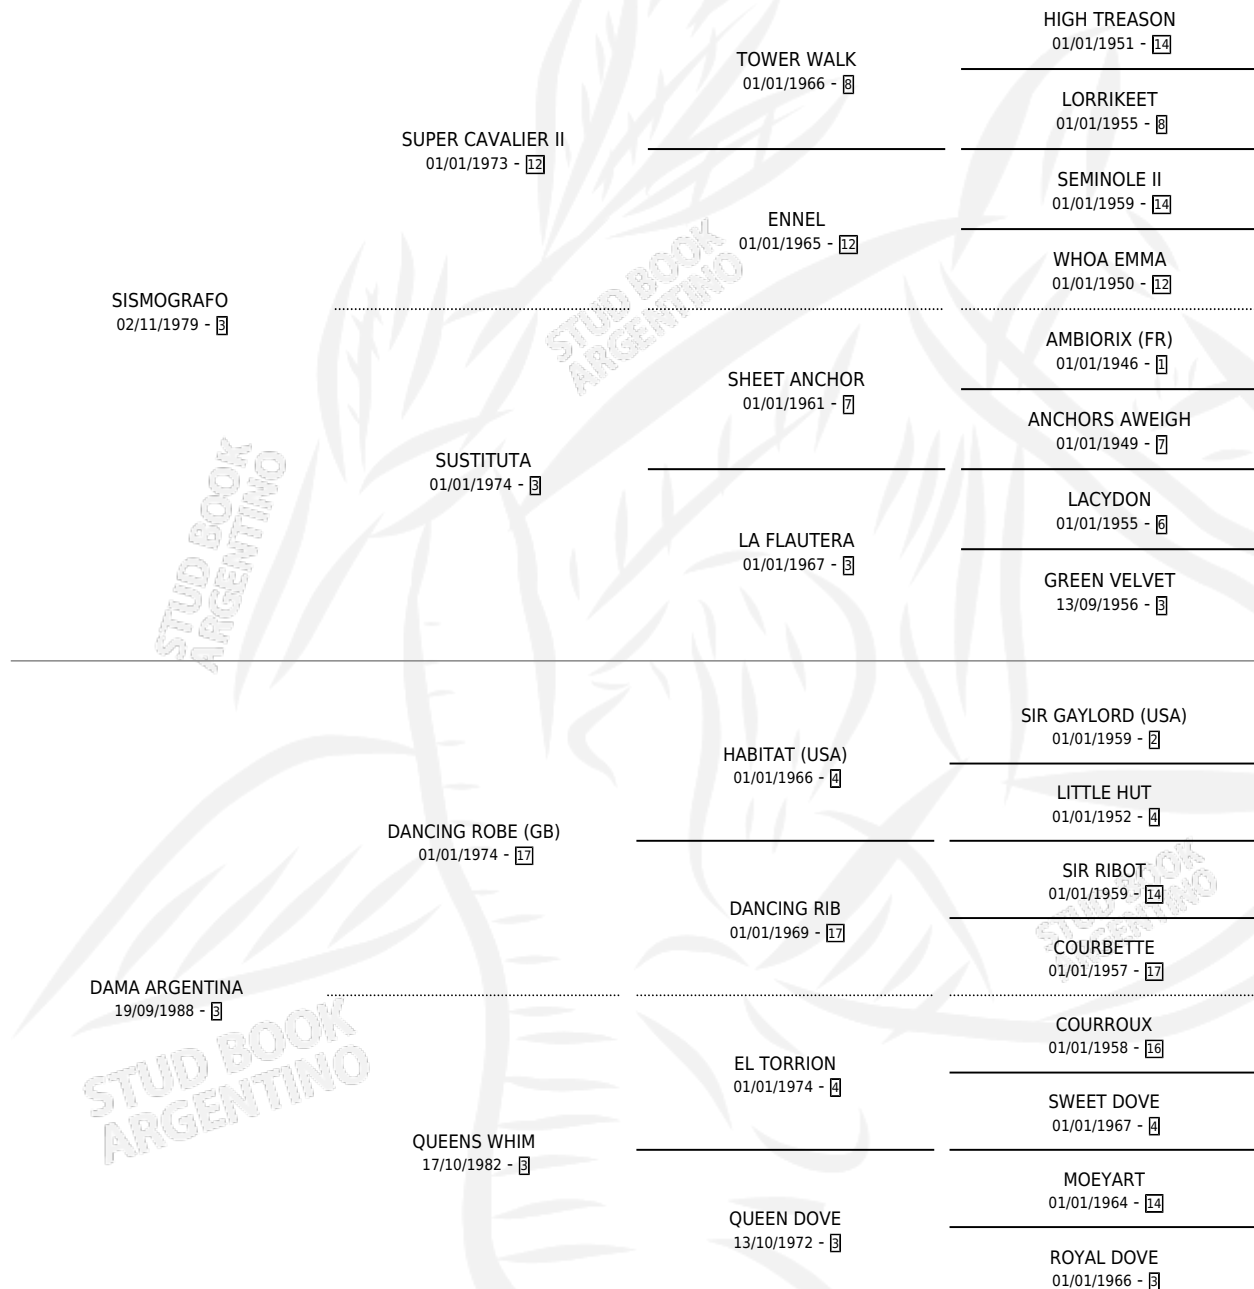 HIGH TREASON
01/01/1951 - 14
TOWER WALK
01/01/1966 - 8
LORRIKEET
01/01/1955 - 8
SUPER CAVALIER II
01/01/1973 - 12
SEMINOLE II
01/01/1959 - 14
ENNEL
01/01/1965 - 12
WHOA EMMA
01/01/1950 - 12
SISMOGRAFO
02/11/1979 - 3
AMBIORIX (FR)
01/01/1946 - 1
SHEET ANCHOR
01/01/1961 - 7
ANCHORS AWEIGH
01/01/1949 - 7
SUSTITUTA
01/01/1974 - 3
LACYDON
01/01/1955 - 6
LA FLAUTERA
01/01/1967 - 3
GREEN VELVET
13/09/1956 - 3
SIR GAYLORD (USA)
01/01/1959 - 2
HABITAT (USA)
01/01/1966 - 4
LITTLE HUT
01/01/1952 - 4
DANCING ROBE (GB)
01/01/1974 - 17
SIR RIBOT
01/01/1959 - 14
DANCING RIB
01/01/1969 - 17
COURBETTE
01/01/1957 - 17
DAMA ARGENTINA
19/09/1988 - 3
COURROUX
01/01/1958 - 16
EL TORRION
01/01/1974 - 4
SWEET DOVE
01/01/1967 - 4
QUEENS WHIM
17/10/1982 - 3
MOEYART
01/01/1964 - 14
QUEEN DOVE
13/10/1972 - 3
ROYAL DOVE
01/01/1966 - 3
STUD BOOK
ARGENTINO
STUD BOOK
ARGENTINO
STUD BOOK
ARGENTINO
STUD BOOK
ARGENTINO